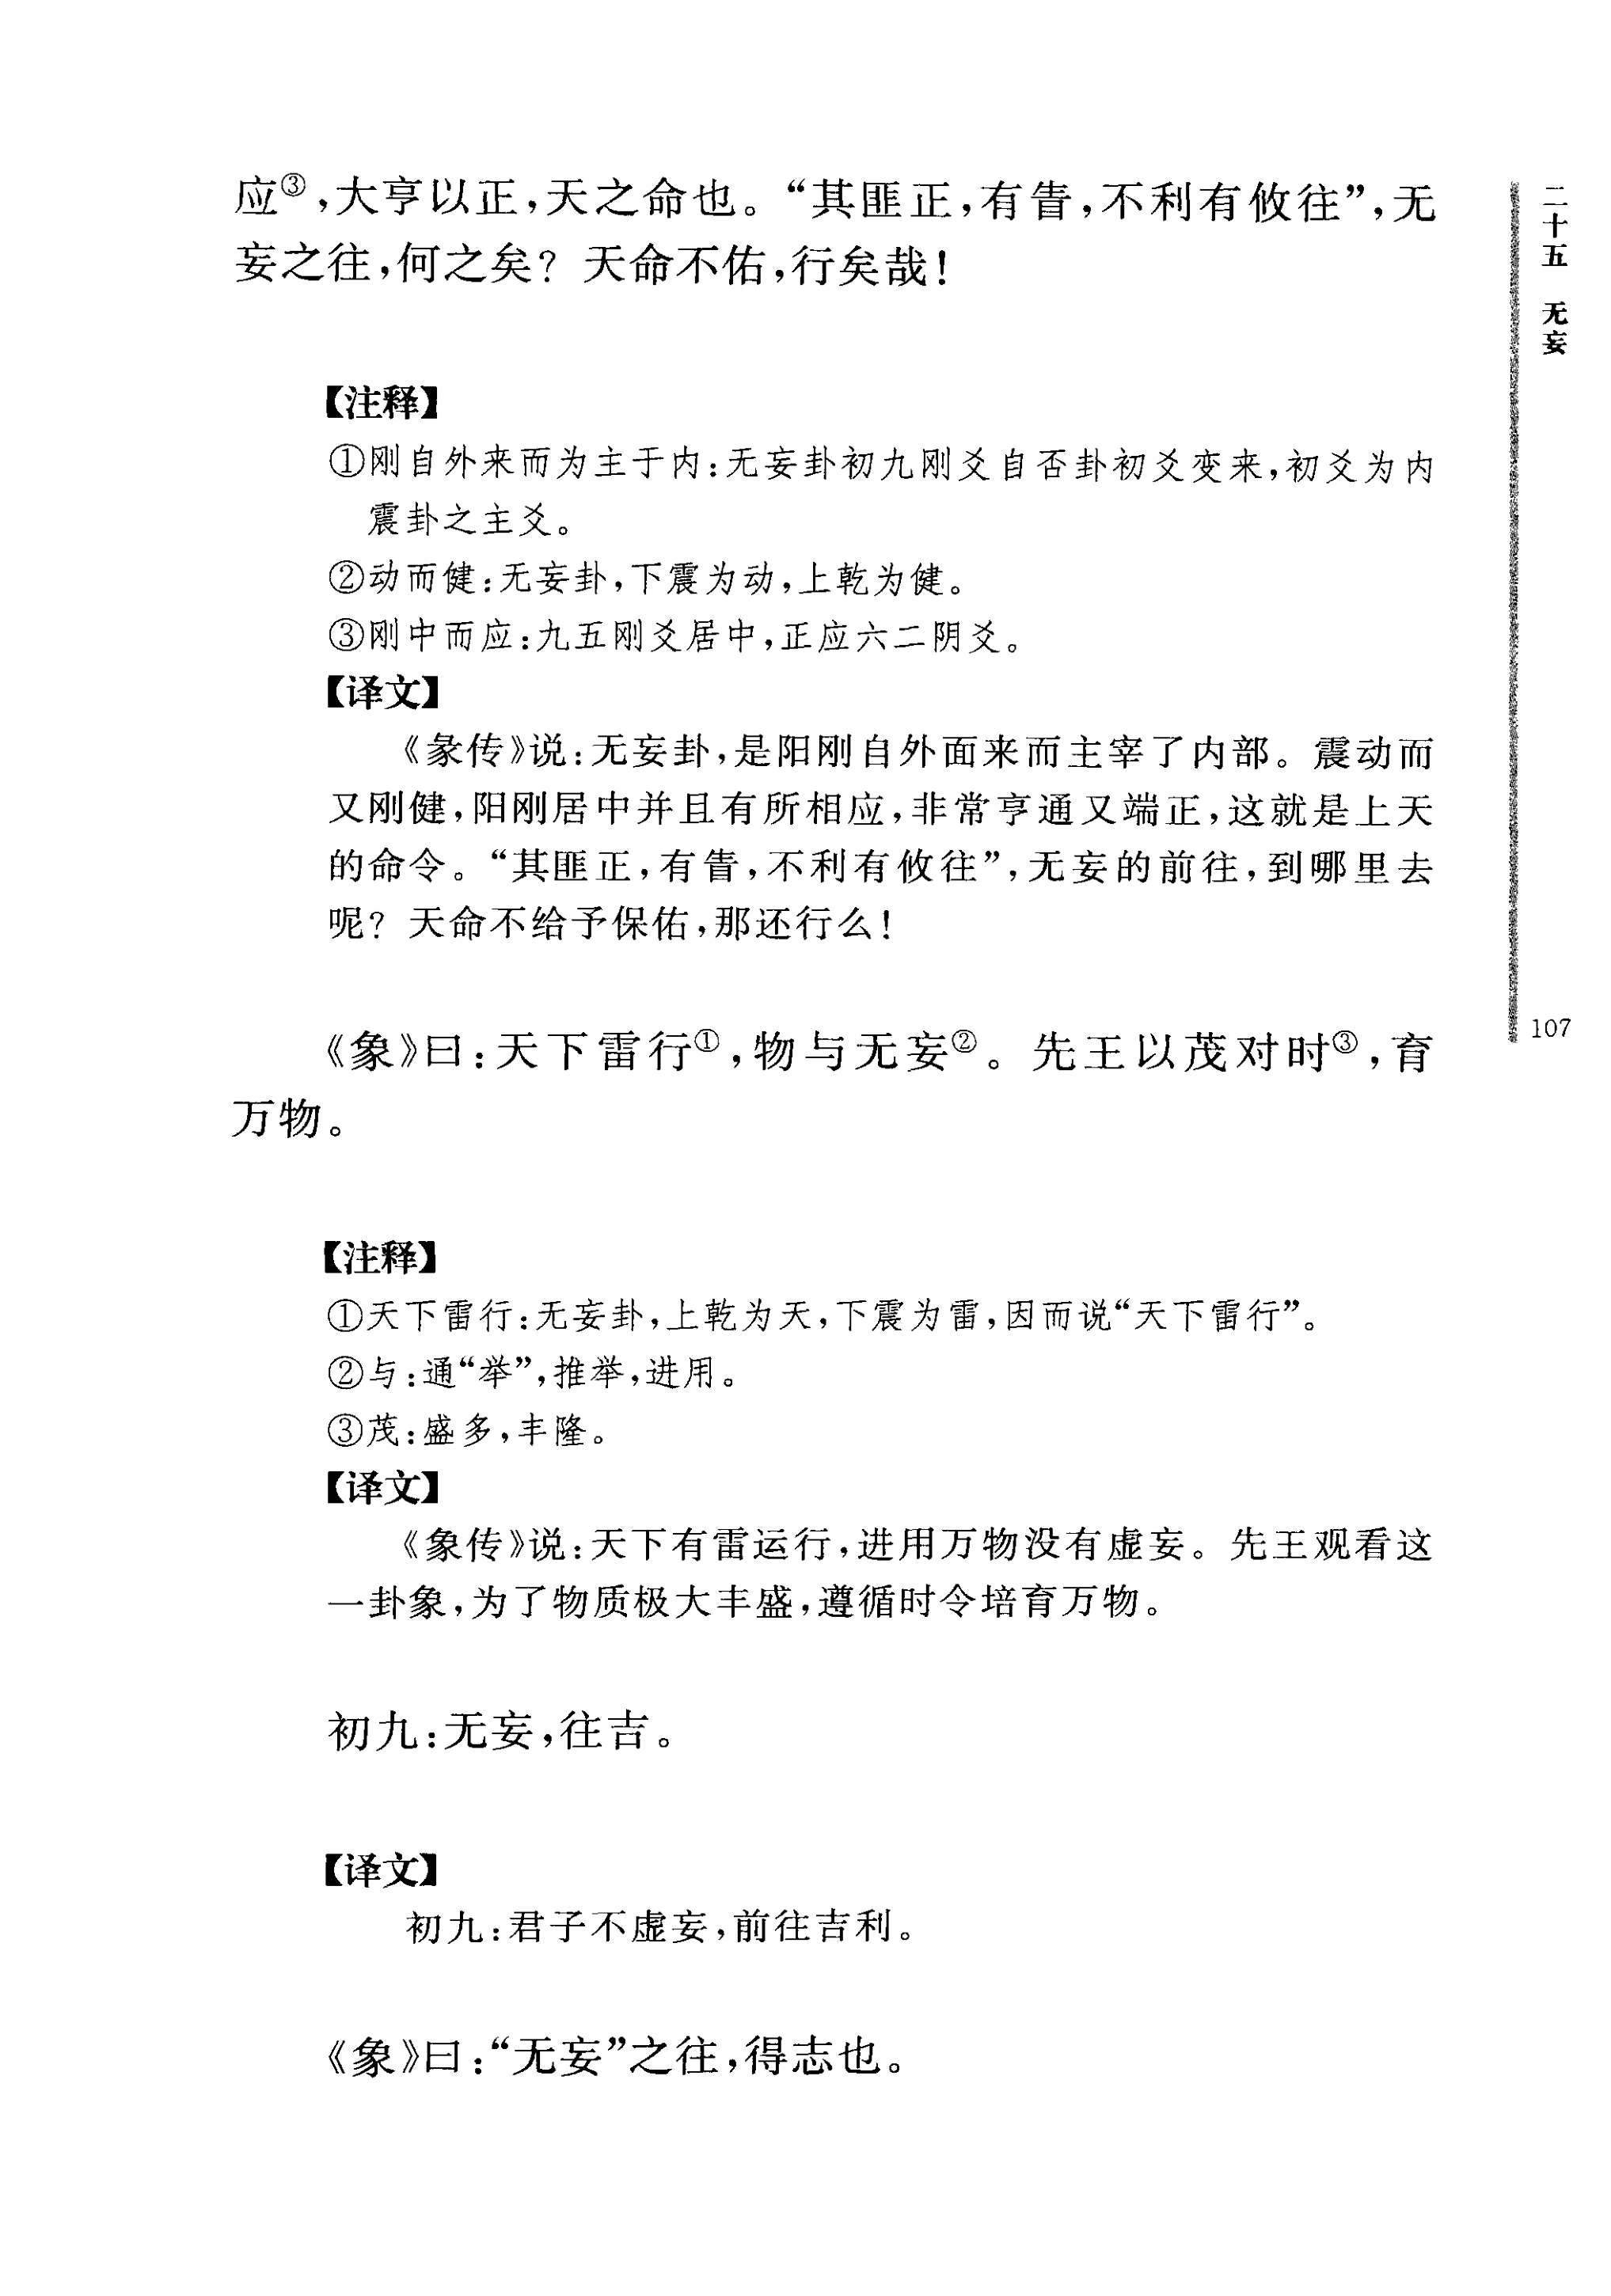 应③,大亨以正,天之命也。“其匪正,有眚,不利有攸往”,无
妄之往,何之矣?天命不佑,行矣哉!
【注释】
①刚自外来而为主于内:无妄卦初九刚爻自否卦初爻变来,初爻为内
震卦之主爻。
②动而健:无妄卦,下震为动,上乾为健。
③刚中而应:九五刚爻居中,正应六二阴爻。
【译文】
《彖传》说:无妄卦,是阳刚自外面来而主宰了内部。震动而
又刚健,阳刚居中并且有所相应,非常亨通又端正,这就是上天
的命令。“其匪正,有眚,不利有攸往”,无妄的前往,到哪里去
呢?天命不给予保佑,那还行么!
《象》曰:天下雷行①,物与无妄②。先王以茂对时③,育
万物。
【注释】
①天下雷行:无妄卦,上乾为天,下震为雷,因而说“天下雷行”。
②与:通“举”,推举,进用。
③茂:盛多,丰隆。
【译文】
《象传》说:天下有雷运行,进用万物没有虚妄。先王观看这
一卦象,为了物质极大丰盛,遵循时令培育万物。
初九:无妄,往吉。
【译文】
初九:君子不虚妄,前往吉利。
《象》曰:“无妄”之往,得志也。
二十五 无妄
107